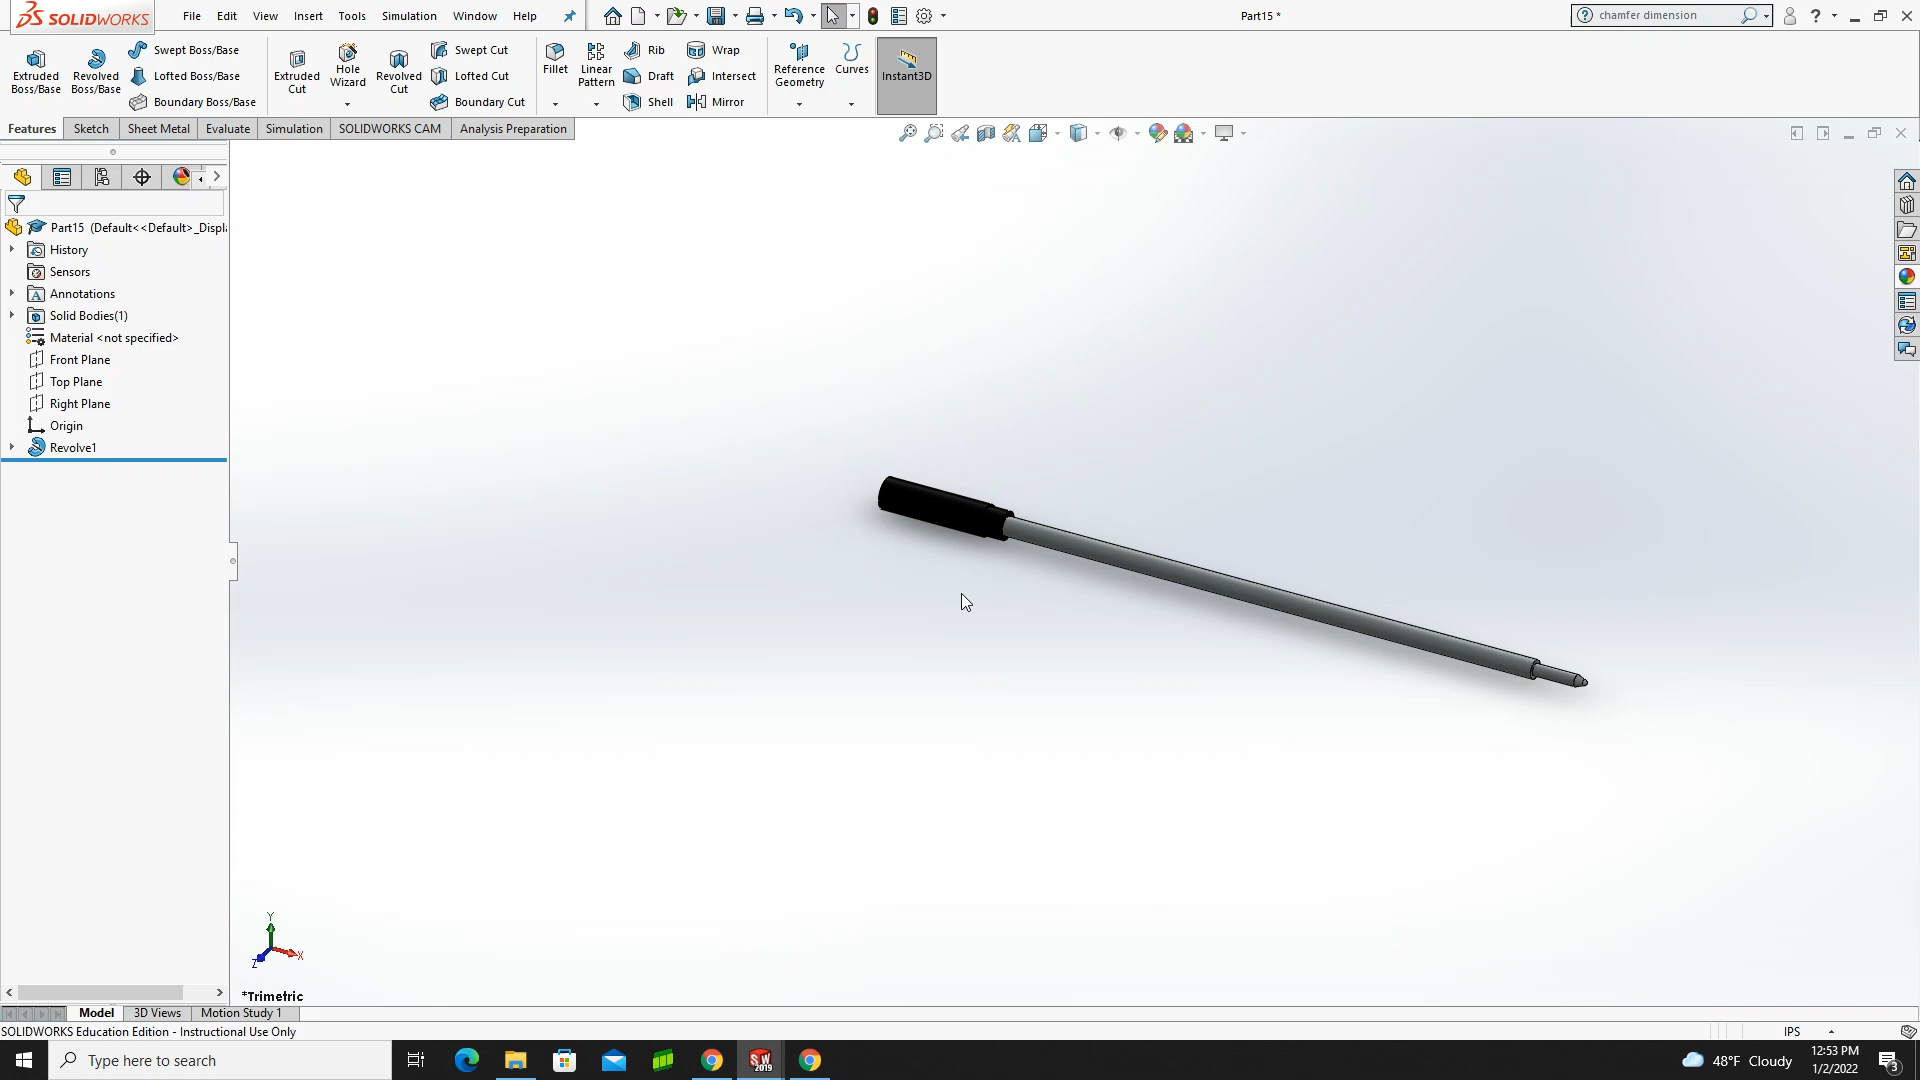 SOLIDWORKS
File Edit View Insert Tools Simulation Window Help
Part15 *
chamfer dimension
Extruded Boss/Base
Revolved Boss/Base
Swept Boss/Base
Lofted Boss/Base
Boundary Boss/Base
Extruded Cut
Hole Wizard
Revolved Cut
Swept Cut
Lofted Cut
Boundary Cut
Fillet
Linear Pattern
Rib
Draft
Shell
Wrap
Intersect
Mirror
Reference Geometry
Curves
Instant3D
Features Sketch Sheet Metal Evaluate Simulation SOLIDWORKS CAM Analysis Preparation
Part15 (Default<<Default>_Displ
History
Sensors
Annotations
Solid Bodies(1)
Material <not specified>
Front Plane
Top Plane
Right Plane
Origin
Revolve1
Y
X
Z
*Trimetric
Model 3D Views Motion Study 1
SOLIDWORKS Education Edition - Instructional Use Only
IPS
Type here to search
SW 2019
48°F Cloudy
12:53 PM
1/2/2022
3